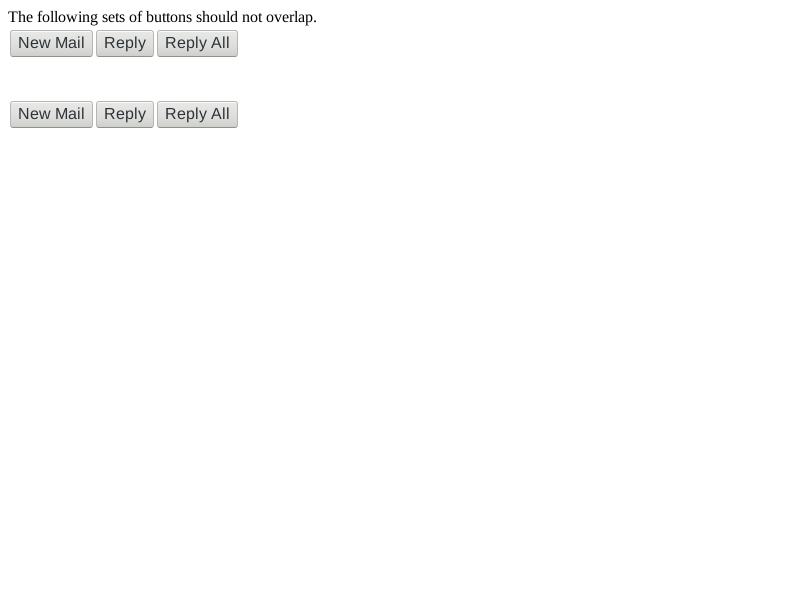 The following sets of buttons should not overlap.
New Mail Reply Reply All
New Mail Reply Reply All